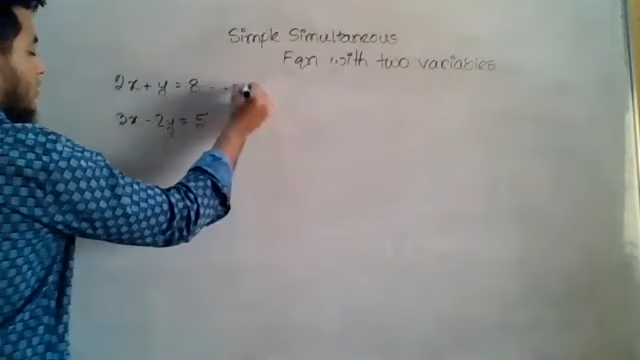 Simple Simultaneous
Eqn with two variables
2x + y = 8 ...
3x - 2y = 5